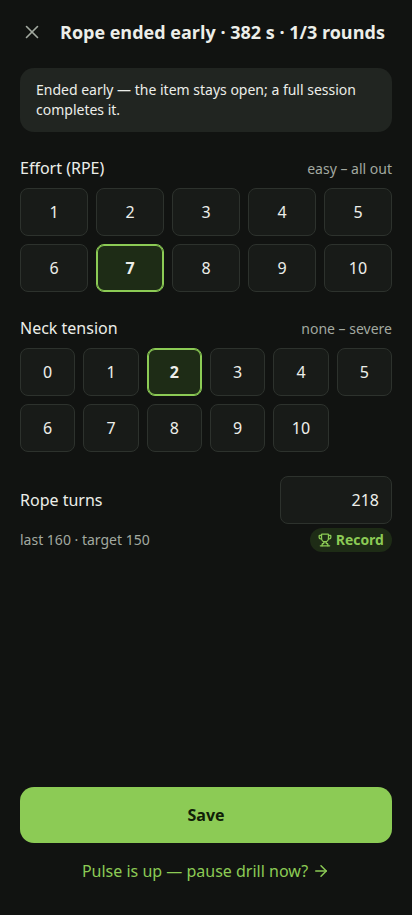 Rope ended early · 382 s · 1/3 rounds
Ended early — the item stays open; a full session
completes it.
Effort (RPE) easy – all out
1 2 3 4 5
6 7 8 9 10
Neck tension none – severe
0 1 2 3 4 5
6 7 8 9 10
Rope turns 218
last 160 · target 150 Record
Save
Pulse is up — pause drill now? →